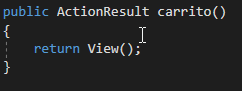 public ActionResult carrito()
{
return View();
}